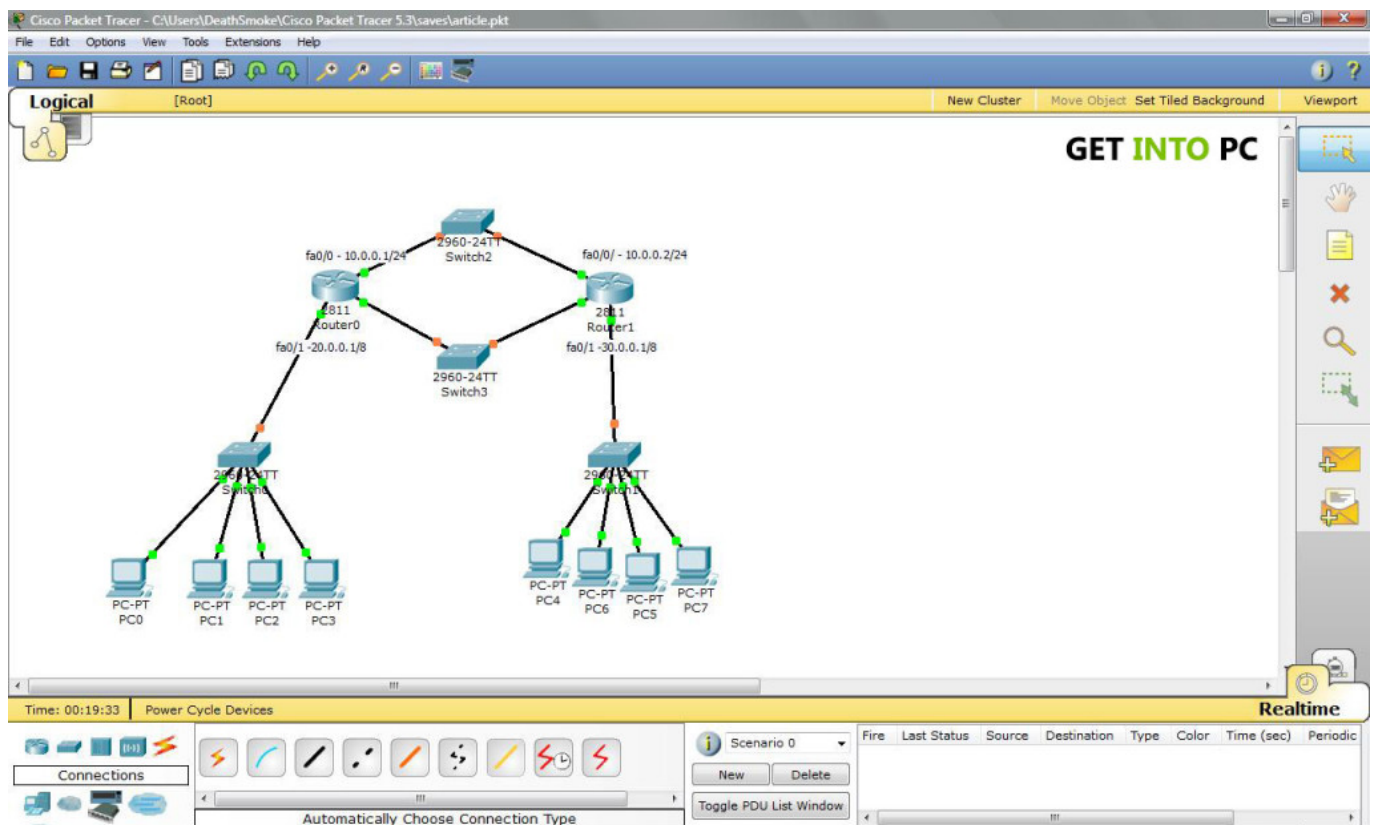 Cisco Packet Tracer - C:\Users\DeathSmoke\Cisco Packet Tracer 5.3\saves\article.pkt
File Edit Options View Tools Extensions Help
Logical [Root] New Cluster Move Object Set Tiled Background Viewport
GET INTO PC
2960-24TT
Switch2
fa0/0 - 10.0.0.1/24
fa0/0/ - 10.0.0.2/24
2811
Router0
2811
Router1
fa0/1 -20.0.0.1/8
fa0/1 -30.0.0.1/8
2960-24TT
Switch3
2960-24TT
Switch0
2960-24TT
Switch1
PC-PT
PC0
PC-PT
PC1
PC-PT
PC2
PC-PT
PC3
PC-PT
PC4
PC-PT
PC6
PC-PT
PC5
PC-PT
PC7
Time: 00:19:33 Power Cycle Devices Realtime
Connections
Automatically Choose Connection Type
Scenario 0
New Delete
Toggle PDU List Window
Fire Last Status Source Destination Type Color Time (sec) Periodic